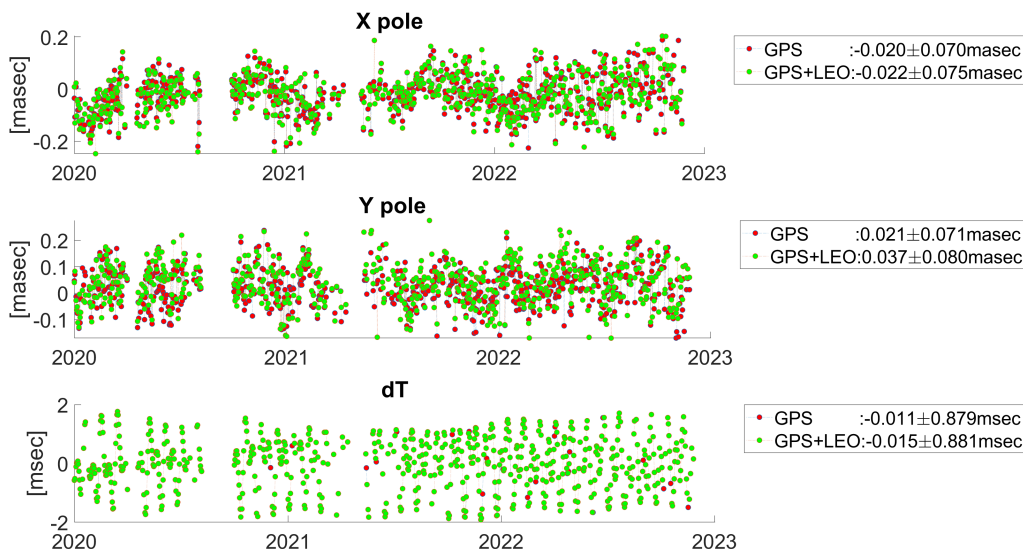 X pole
0.2
0
-0.2
[masec]
2020
2021
2022
2023
GPS :-0.020±0.070masec
GPS+LEO:-0.022±0.075masec
Y pole
0.2
0.1
0
-0.1
[masec]
2020
2021
2022
2023
GPS :0.021±0.071masec
GPS+LEO:0.037±0.080masec
dT
2
0
-2
[msec]
2020
2021
2022
2023
GPS :-0.011±0.879msec
GPS+LEO:-0.015±0.881msec